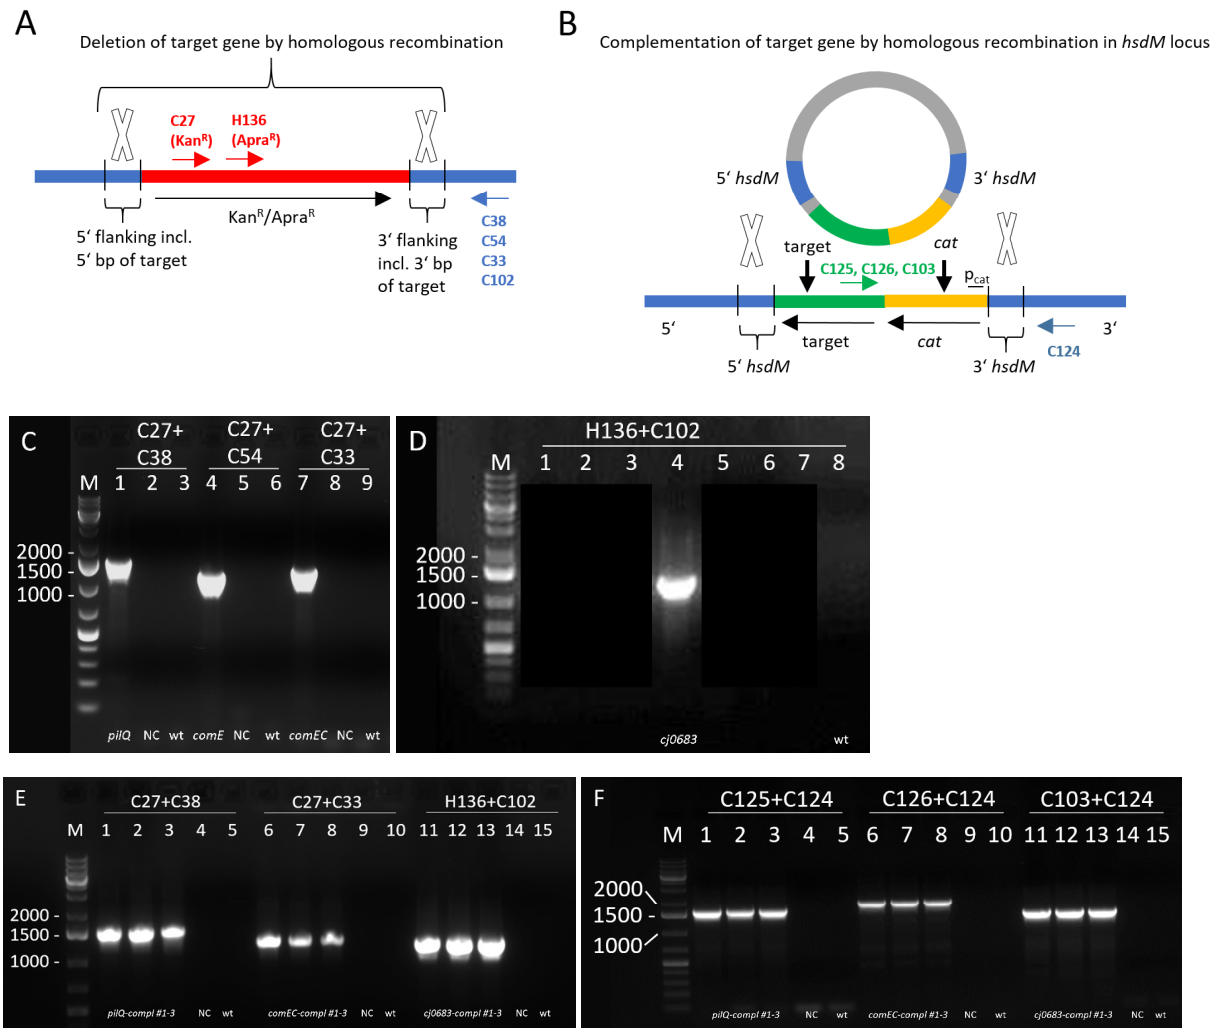 A
Deletion of target gene by homologous recombination
C27
(KanR)
H136
(ApraR)
KanR/ApraR
5‘ flanking incl.
5‘ bp of target
3‘ flanking
incl. 3‘ bp
of target
C38
C54
C33
C102
B
Complementation of target gene by homologous recombination in hsdM locus
5‘ hsdM
3‘ hsdM
target
cat
C125, C126, C103
pcat
5‘
3‘
target
cat
C124
5‘ hsdM
3‘ hsdM
C
C27+
C38
C27+
C54
C27+
C33
M 1 2 3 4 5 6 7 8 9
2000 -
1500 -
1000 -
pilQ NC wt comE NC wt comEC NC wt
D
H136+C102
M 1 2 3 4 5 6 7 8
2000 -
1500 -
1000 -
cj0683 wt
E
C27+C38 C27+C33 H136+C102
M 1 2 3 4 5 6 7 8 9 10 11 12 13 14 15
2000 -
1500 -
1000 -
pilQ-compl #1-3 NC wt comEC-compl #1-3 NC wt cj0683-compl #1-3 NC wt
F
C125+C124 C126+C124 C103+C124
M 1 2 3 4 5 6 7 8 9 10 11 12 13 14 15
2000
1500 -
1000
pilQ-compl #1-3 NC wt comEC-compl #1-3 NC wt cj0683-compl #1-3 NC wt